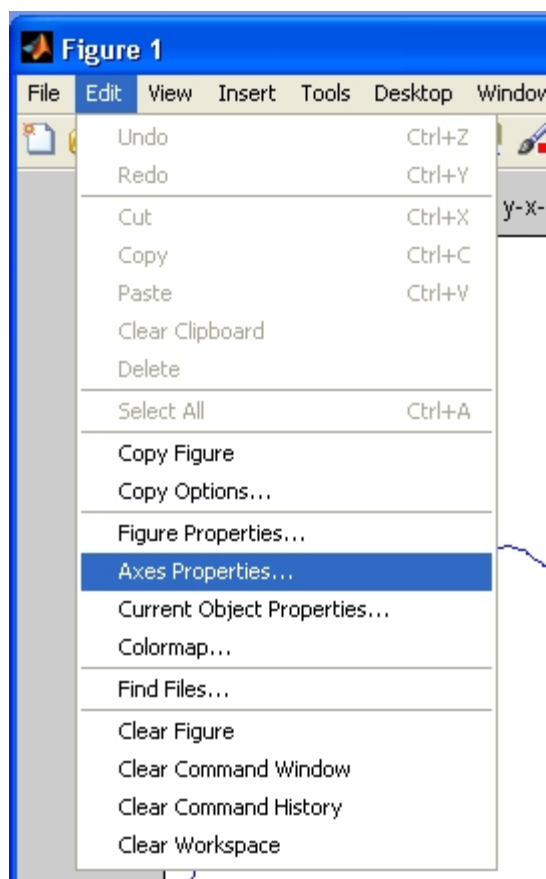 Figure 1
File Edit View Insert Tools Desktop Window
y-x-
Undo Ctrl+Z
Redo Ctrl+Y
Cut Ctrl+X
Copy Ctrl+C
Paste Ctrl+V
Clear Clipboard
Delete
Select All Ctrl+A
Copy Figure
Copy Options...
Figure Properties...
Axes Properties...
Current Object Properties...
Colormap...
Find Files...
Clear Figure
Clear Command Window
Clear Command History
Clear Workspace